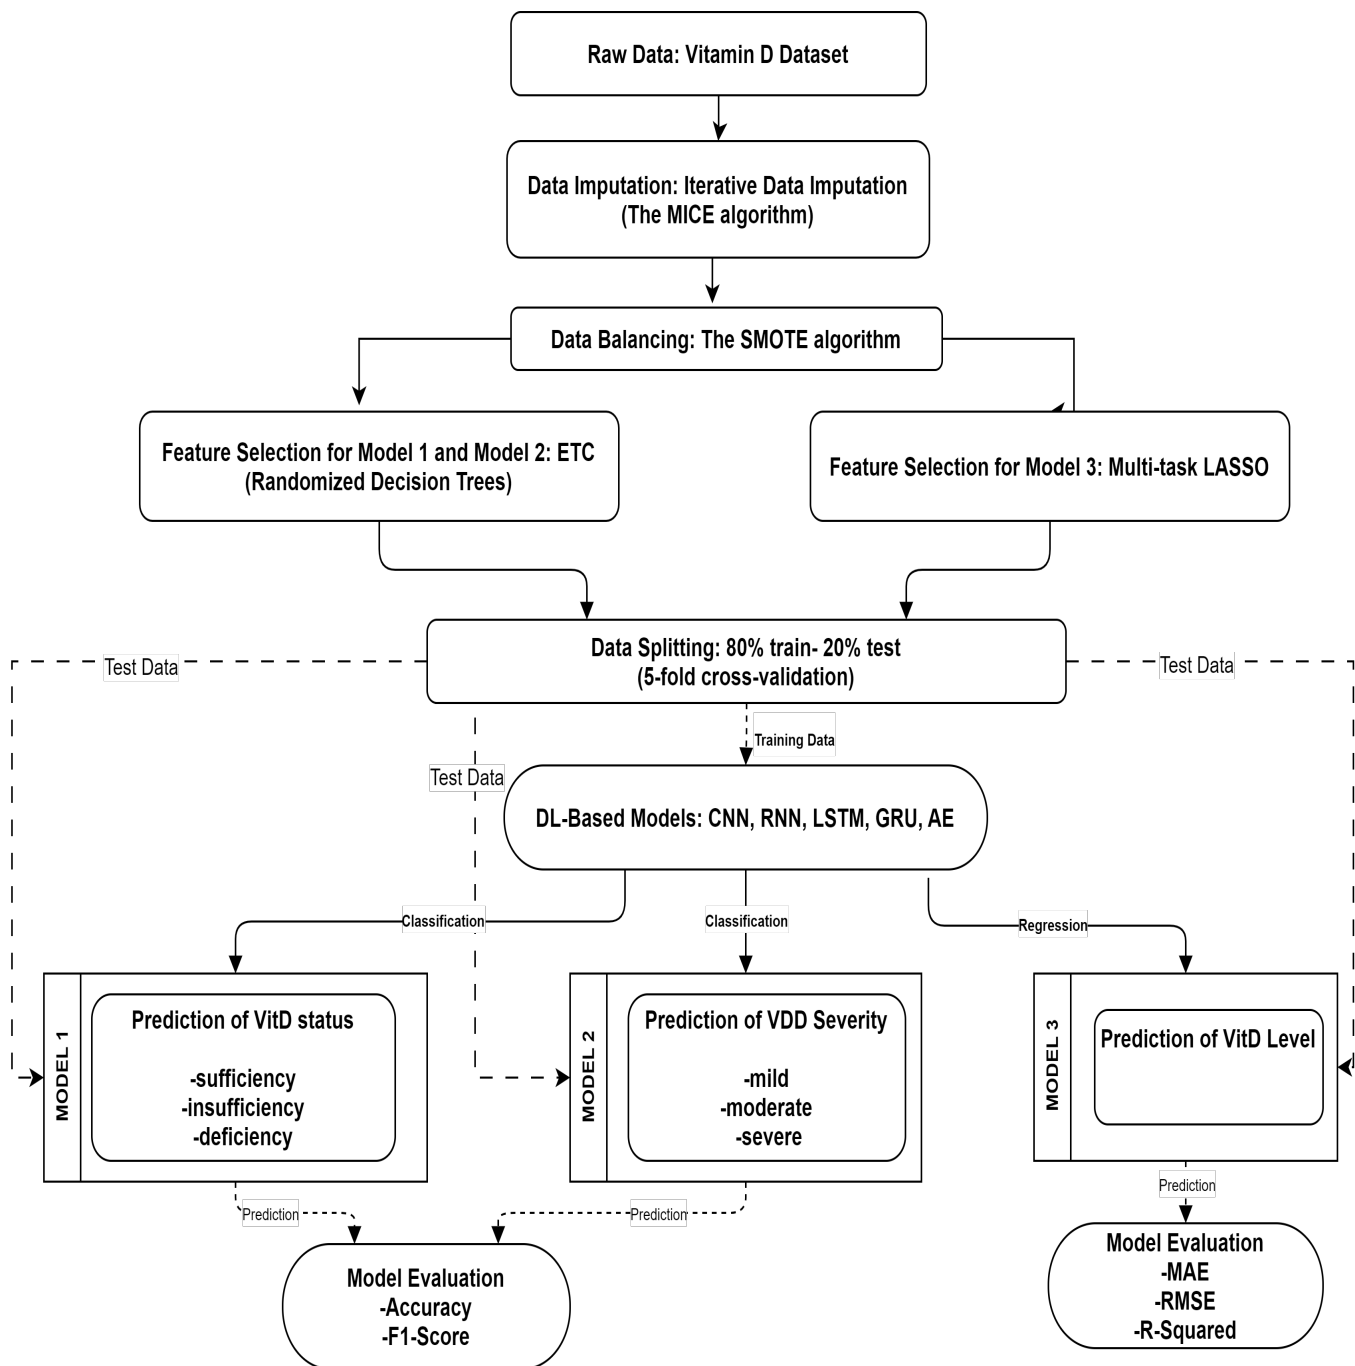 Raw Data: Vitamin D Dataset
Data Imputation: Iterative Data Imputation
(The MICE algorithm)
Data Balancing: The SMOTE algorithm
Feature Selection for Model 1 and Model 2: ETC
(Randomized Decision Trees)
Feature Selection for Model 3: Multi-task LASSO
Data Splitting: 80% train- 20% test
(5-fold cross-validation)
Test Data
Test Data
Training Data
Test Data
DL-Based Models: CNN, RNN, LSTM, GRU, AE
Classification
Classification
Regression
MODEL 1
Prediction of VitD status
-sufficiency
-insufficiency
-deficiency
MODEL 2
Prediction of VDD Severity
-mild
-moderate
-severe
MODEL 3
Prediction of VitD Level
Prediction
Prediction
Prediction
Model Evaluation
-Accuracy
-F1-Score
Model Evaluation
-MAE
-RMSE
-R-Squared